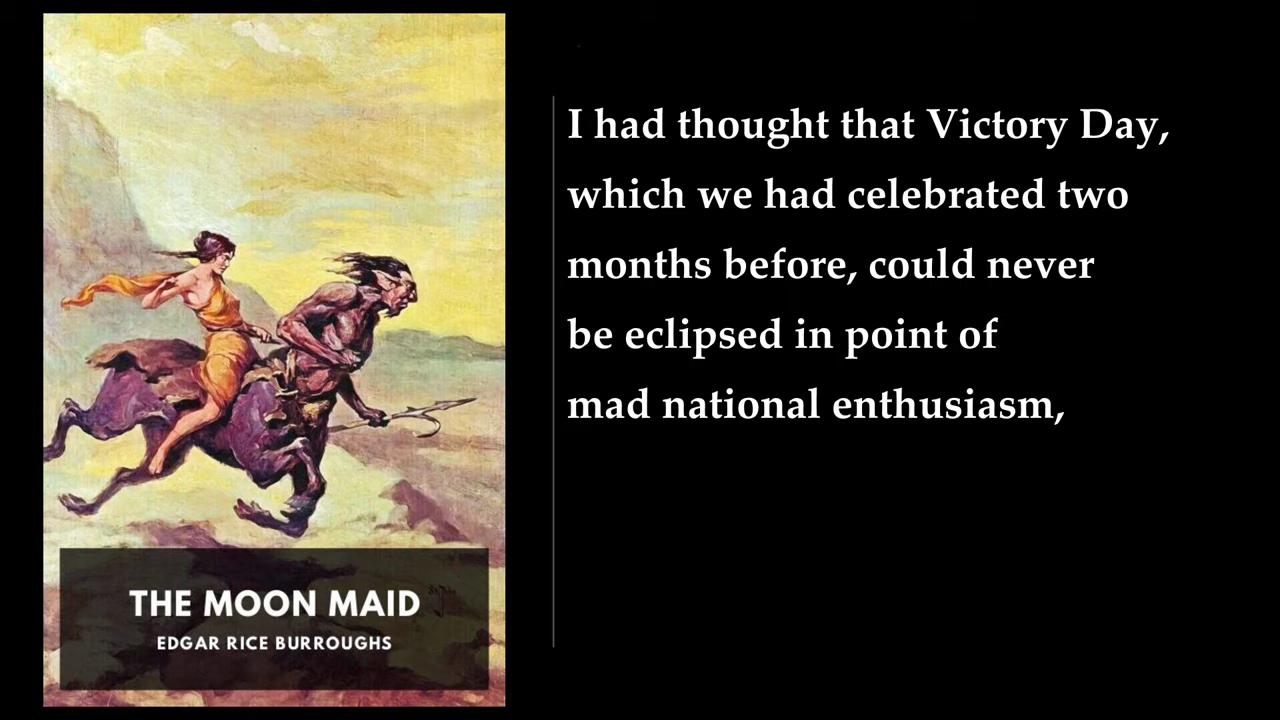 THE MOON MAID
EDGAR RICE BURROUGHS
I had thought that Victory Day,
which we had celebrated two
months before, could never
be eclipsed in point of
mad national enthusiasm,